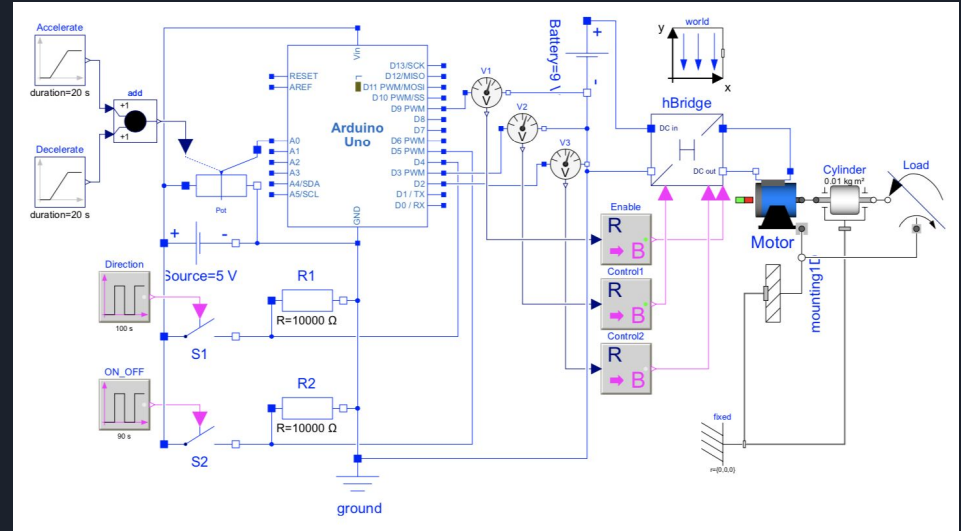 Accelerate
duration=20 s
add
+1
+1
Decelerate
duration=20 s
Pot
+
-
Source=5 V
Direction
100 s
S1
R1
R=10000 Ω
ON_OFF
90 s
S2
R2
R=10000 Ω
ground
Vin
RESET
AREF
A0
A1
A2
A3
A4/SDA
A5/SCL
Arduino
Uno
L
D13/SCK
D12/MISO
D11 PWM/MOSI
D10 PWM/SS
D9 PWM
D8
D7
D6 PWM
D5 PWM
D4
D3 PWM
D2
D1 / TX
D0 / RX
GND
V1
V
V2
V
V3
V
Battery=9
+
-
world
y
x
hBridge
DC in
H
DC out
Enable
R
B
Control1
R
B
Control2
R
B
Motor
Cylinder
0.01 kg m²
Load
mounting1
fixed
r={0,0,0}